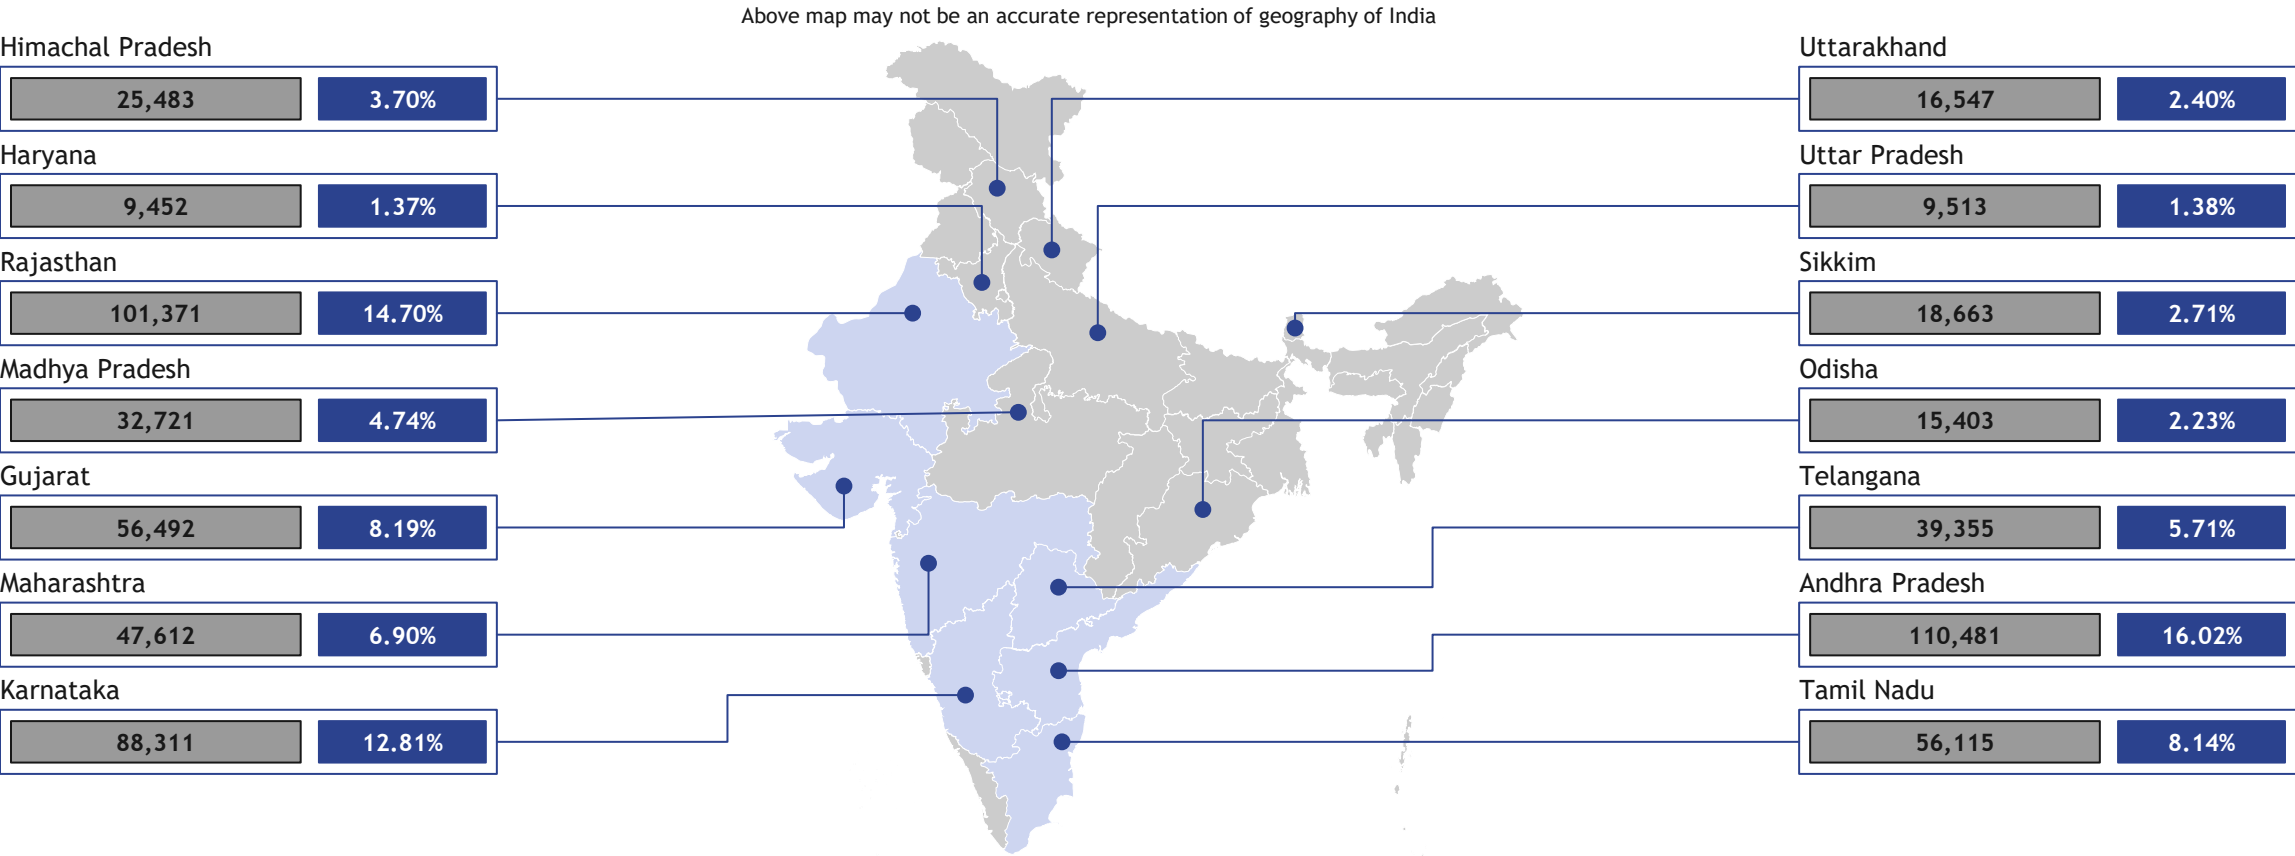 Above map may not be an accurate representation of geography of India
Himachal Pradesh
25,483 3.70%
Haryana
9,452 1.37%
Rajasthan
101,371 14.70%
Madhya Pradesh
32,721 4.74%
Gujarat
56,492 8.19%
Maharashtra
47,612 6.90%
Karnataka
88,311 12.81%
Uttarakhand
16,547 2.40%
Uttar Pradesh
9,513 1.38%
Sikkim
18,663 2.71%
Odisha
15,403 2.23%
Telangana
39,355 5.71%
Andhra Pradesh
110,481 16.02%
Tamil Nadu
56,115 8.14%